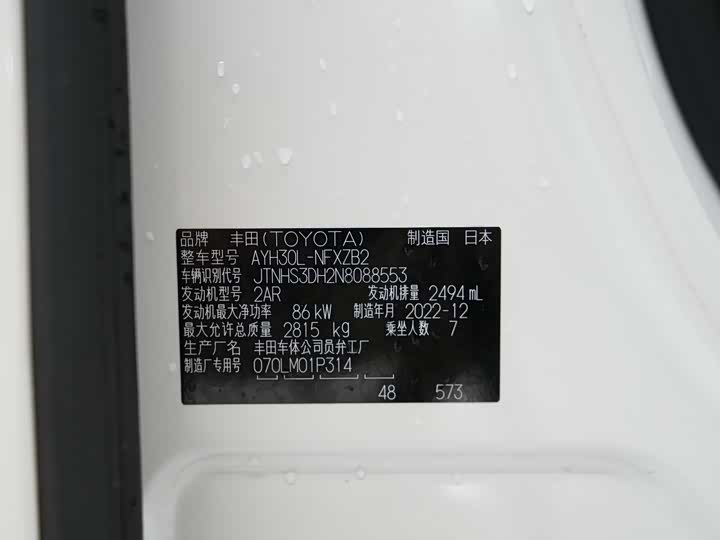 品牌 丰田(TOYOTA) 制造国 日本
整车型号 AYH30L-NFXZB2
车辆识别代号 JTNHS3DH2N8088553
发动机型号 2AR 发动机排量 2494 mL
发动机最大净功率 86 kW 制造年月 2022-12
最大允许总质量 2815 kg 乘坐人数 7
生产厂名 丰田车体公司员弁工厂
制造厂专用号 070LM01P314
48 573